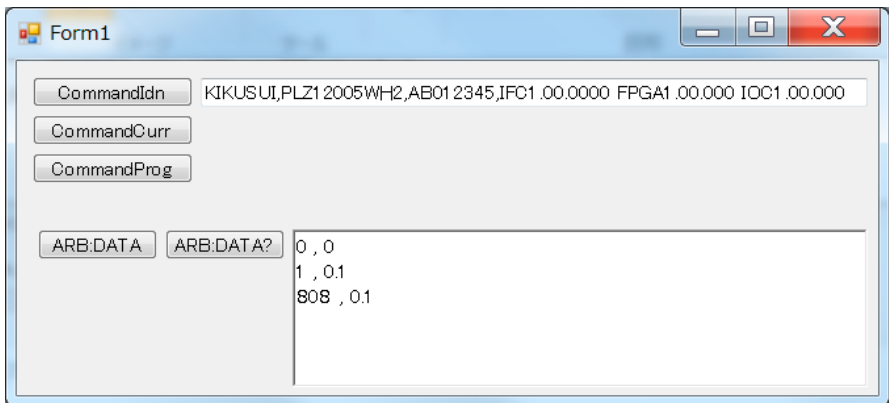 Form1
CommandIdn
KIKUSUI,PLZ12005WH2,AB012345,IFC1.00.0000 FPGA1.00.000 IOC1.00.000
CommandCurr
CommandProg
ARB:DATA
ARB:DATA?
0 , 0
1 , 0.1
808 , 0.1